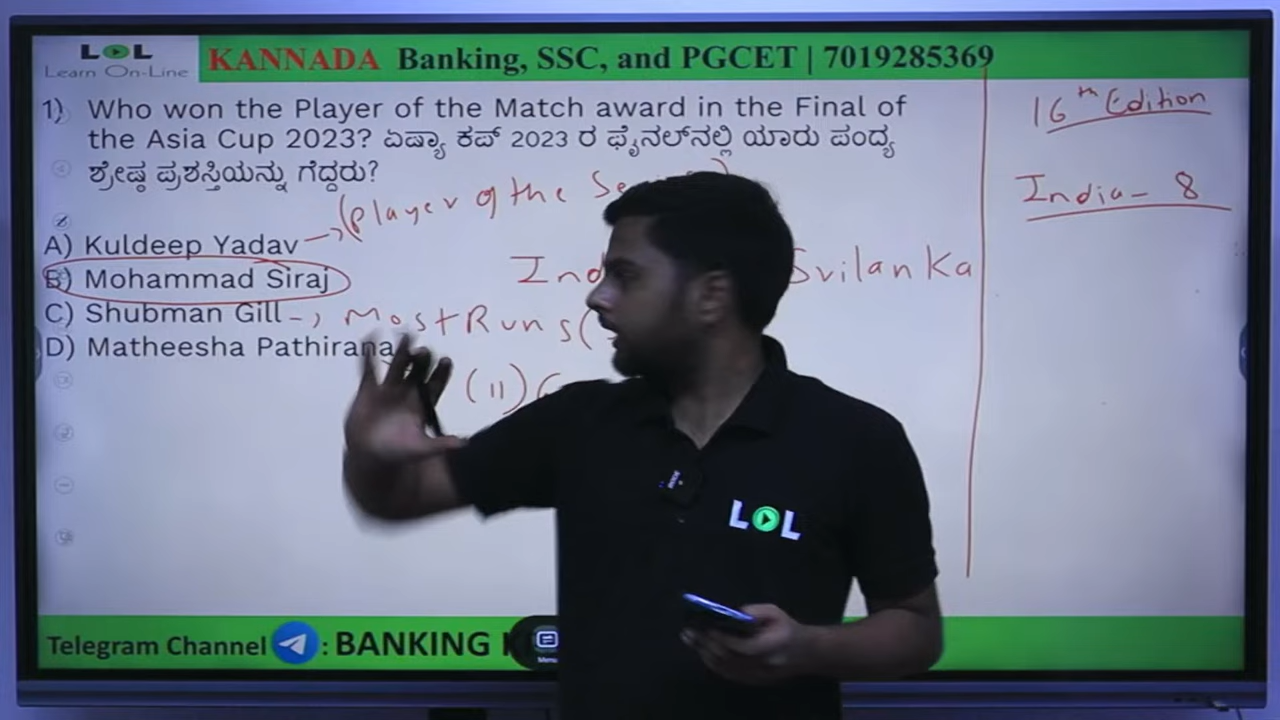 LOL
Learn On-Line
KANNADA Banking, SSC, and PGCET | 7019285369
1) Who won the Player of the Match award in the Final of
the Asia Cup 2023? ಏಷ್ಯಾ ಕಪ್ 2023 ರ ಫೈನಲ್‌ನಲ್ಲಿ ಯಾರು ಪಂದ್ಯ
ಶ್ರೇಷ್ಠ ಪ್ರಶಸ್ತಿಯನ್ನು ಗೆದ್ದರು?
(Player of the
A) Kuldeep Yadav
B) Mohammad Siraj
Srilanka
C) Shubman Gill
Most Runs(
D) Matheesha Pathirana
(11)
16th Edition
India - 8
LOL
Telegram Channel : BANKING
Menu